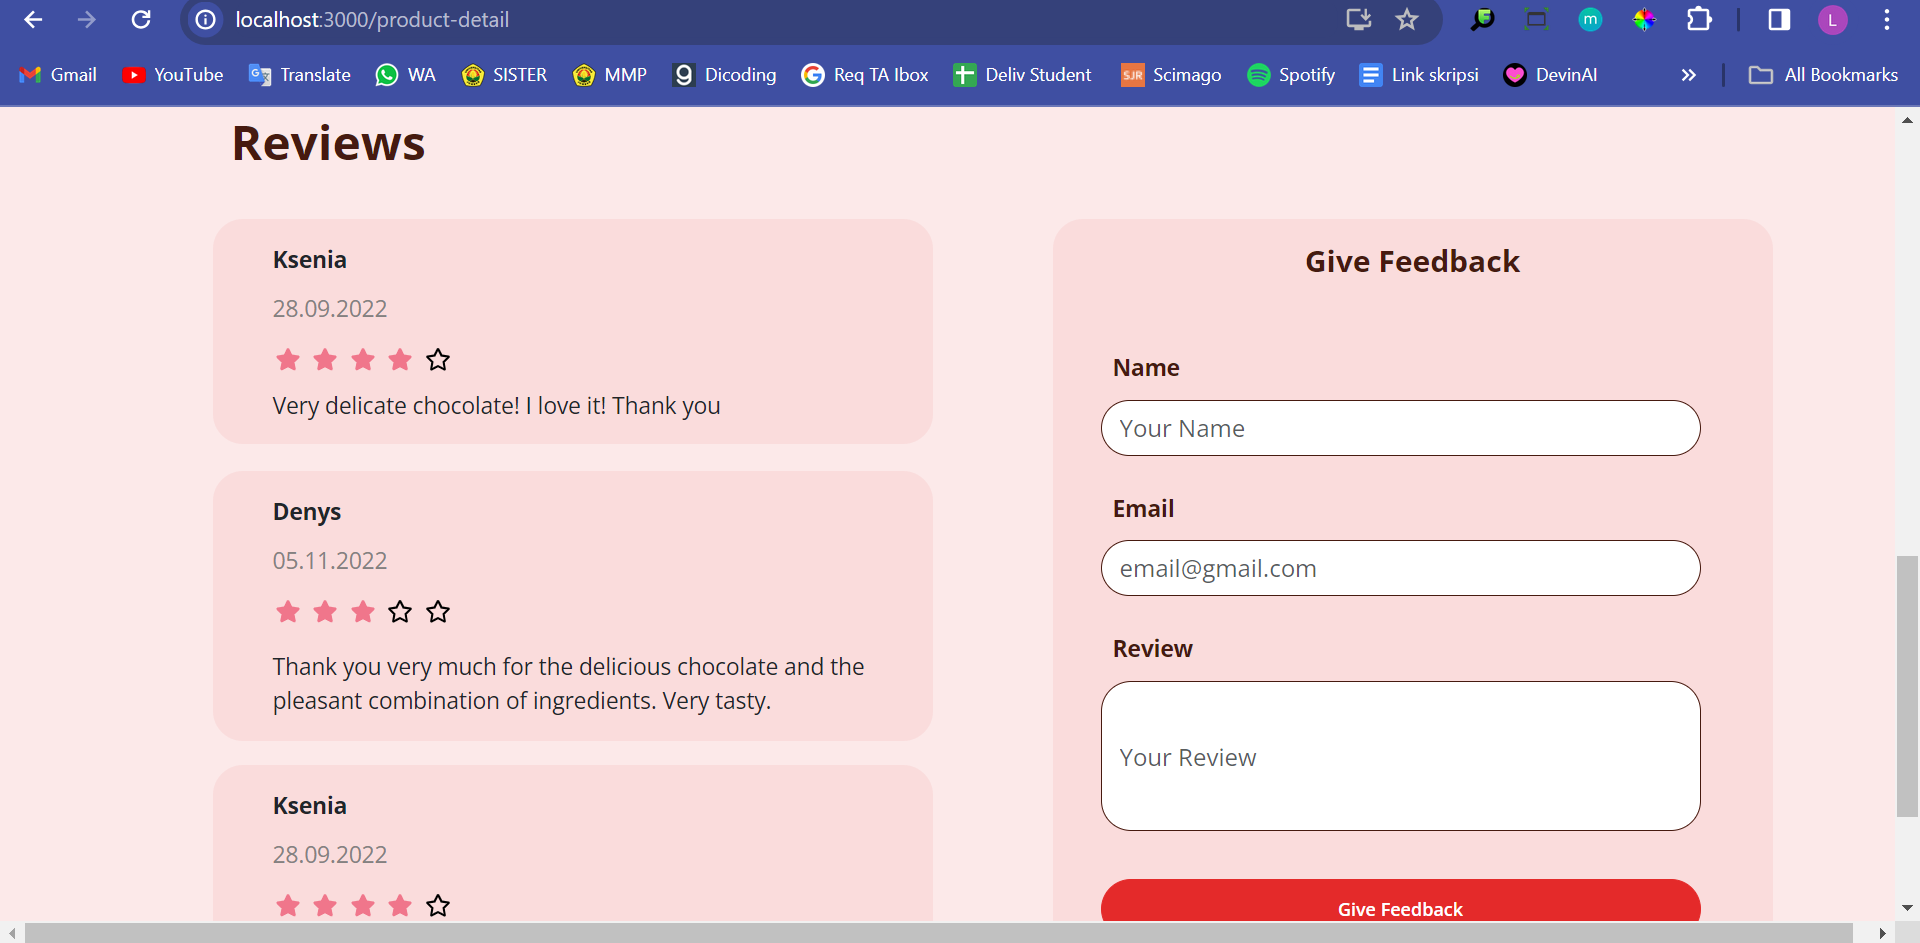 localhost:3000/product-detail
L
Gmail YouTube Translate WA SISTER MMP Dicoding Req TA Ibox Deliv Student SJR Scimago Spotify Link skripsi DevinAI » All Bookmarks
Reviews
Ksenia
28.09.2022
Very delicate chocolate! I love it! Thank you
Denys
05.11.2022
Thank you very much for the delicious chocolate and the
pleasant combination of ingredients. Very tasty.
Ksenia
28.09.2022
Give Feedback
Name
Your Name
Email
email@gmail.com
Review
Your Review
Give Feedback